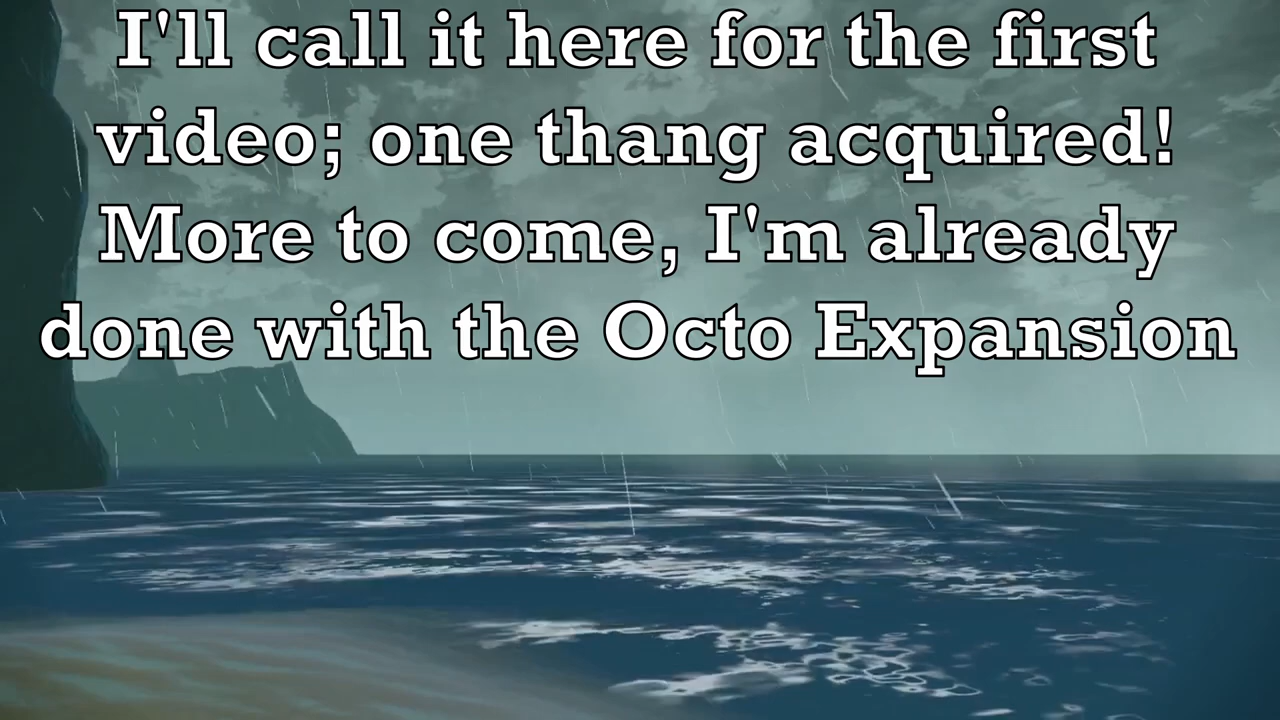 I'll call it here for the first
video; one thang acquired!
More to come, I'm already
done with the Octo Expansion